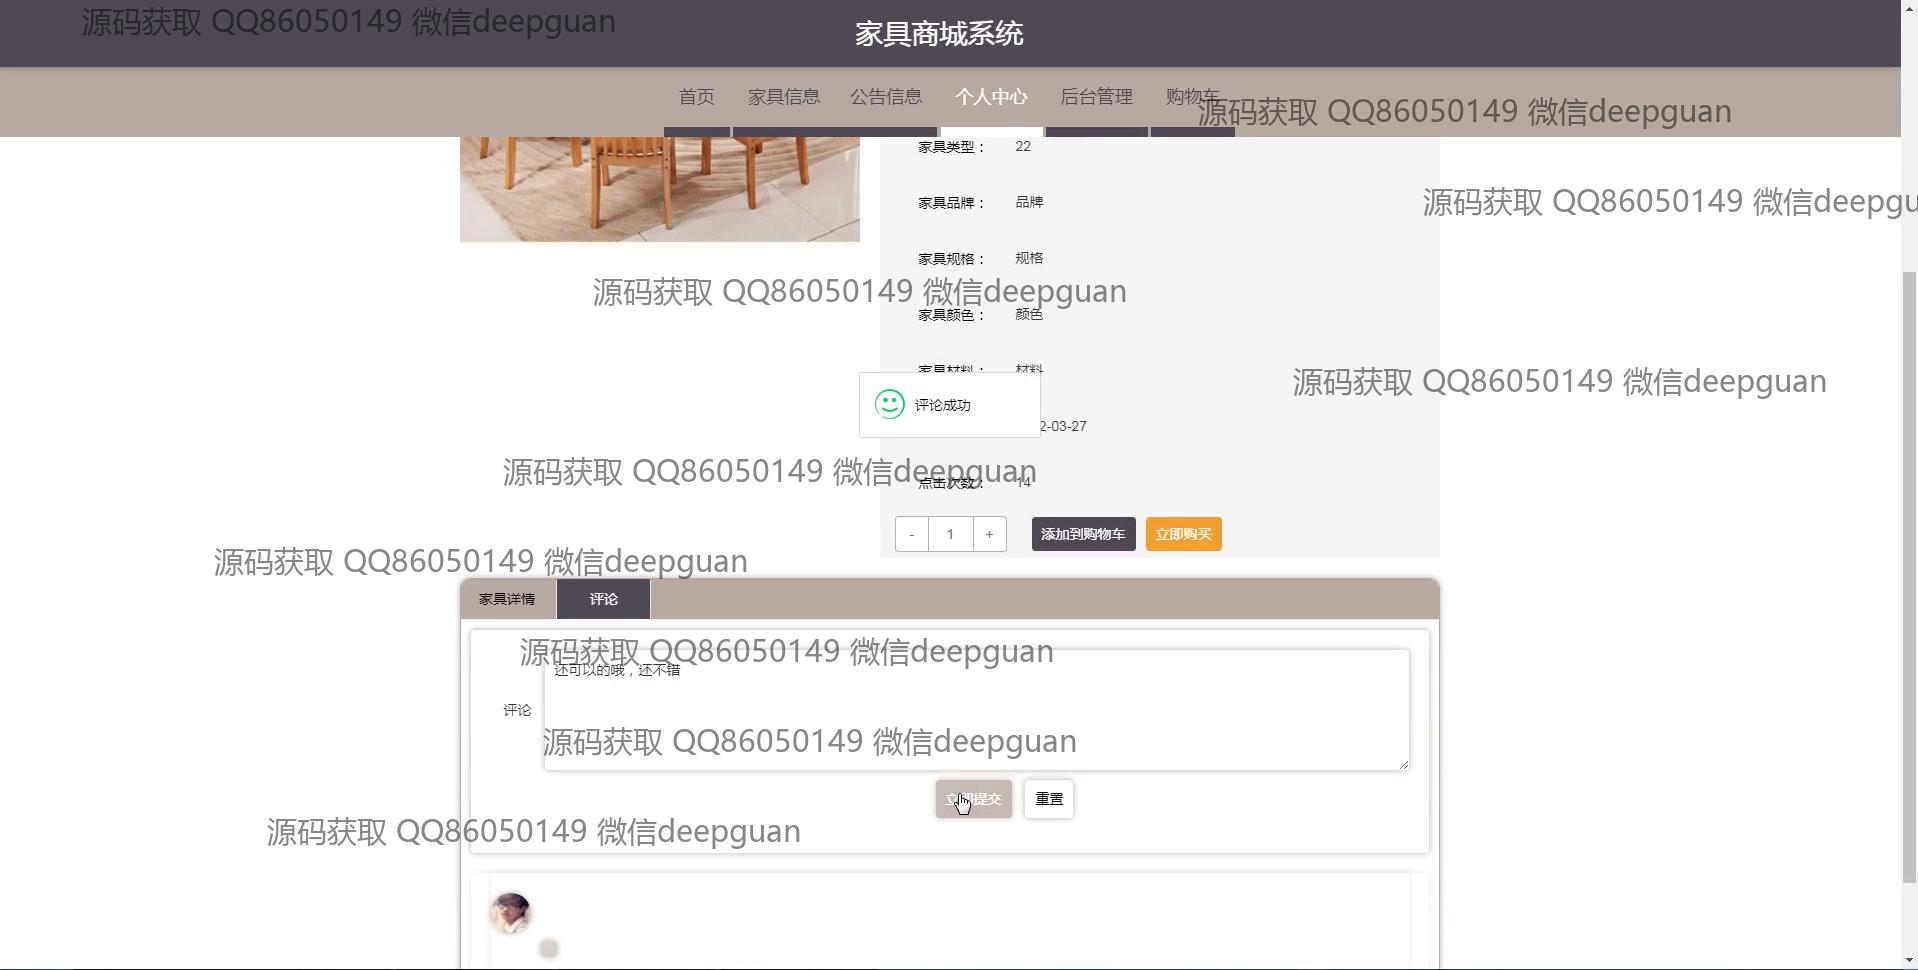 源码获取 QQ86050149 微信deepguan
家具商城系统
首页
家具信息
公告信息
个人中心
后台管理
购物车
源码获取 QQ86050149 微信deepguan
家具类型： 22
源码获取 QQ86050149 微信deepgu
家具品牌： 品牌
家具规格： 规格
源码获取 QQ86050149 微信deepguan
家具颜色： 颜色
家具材料： 材料
源码获取 QQ86050149 微信deepguan
评论成功
2-03-27
源码获取 QQ86050149 微信deepguan
点击次数： 14
- 1 +
添加到购物车
立即购买
源码获取 QQ86050149 微信deepguan
家具详情
评论
源码获取 QQ86050149 微信deepguan
还可以的哦，还不错
评论
源码获取 QQ86050149 微信deepguan
立即提交
重置
源码获取 QQ86050149 微信deepguan